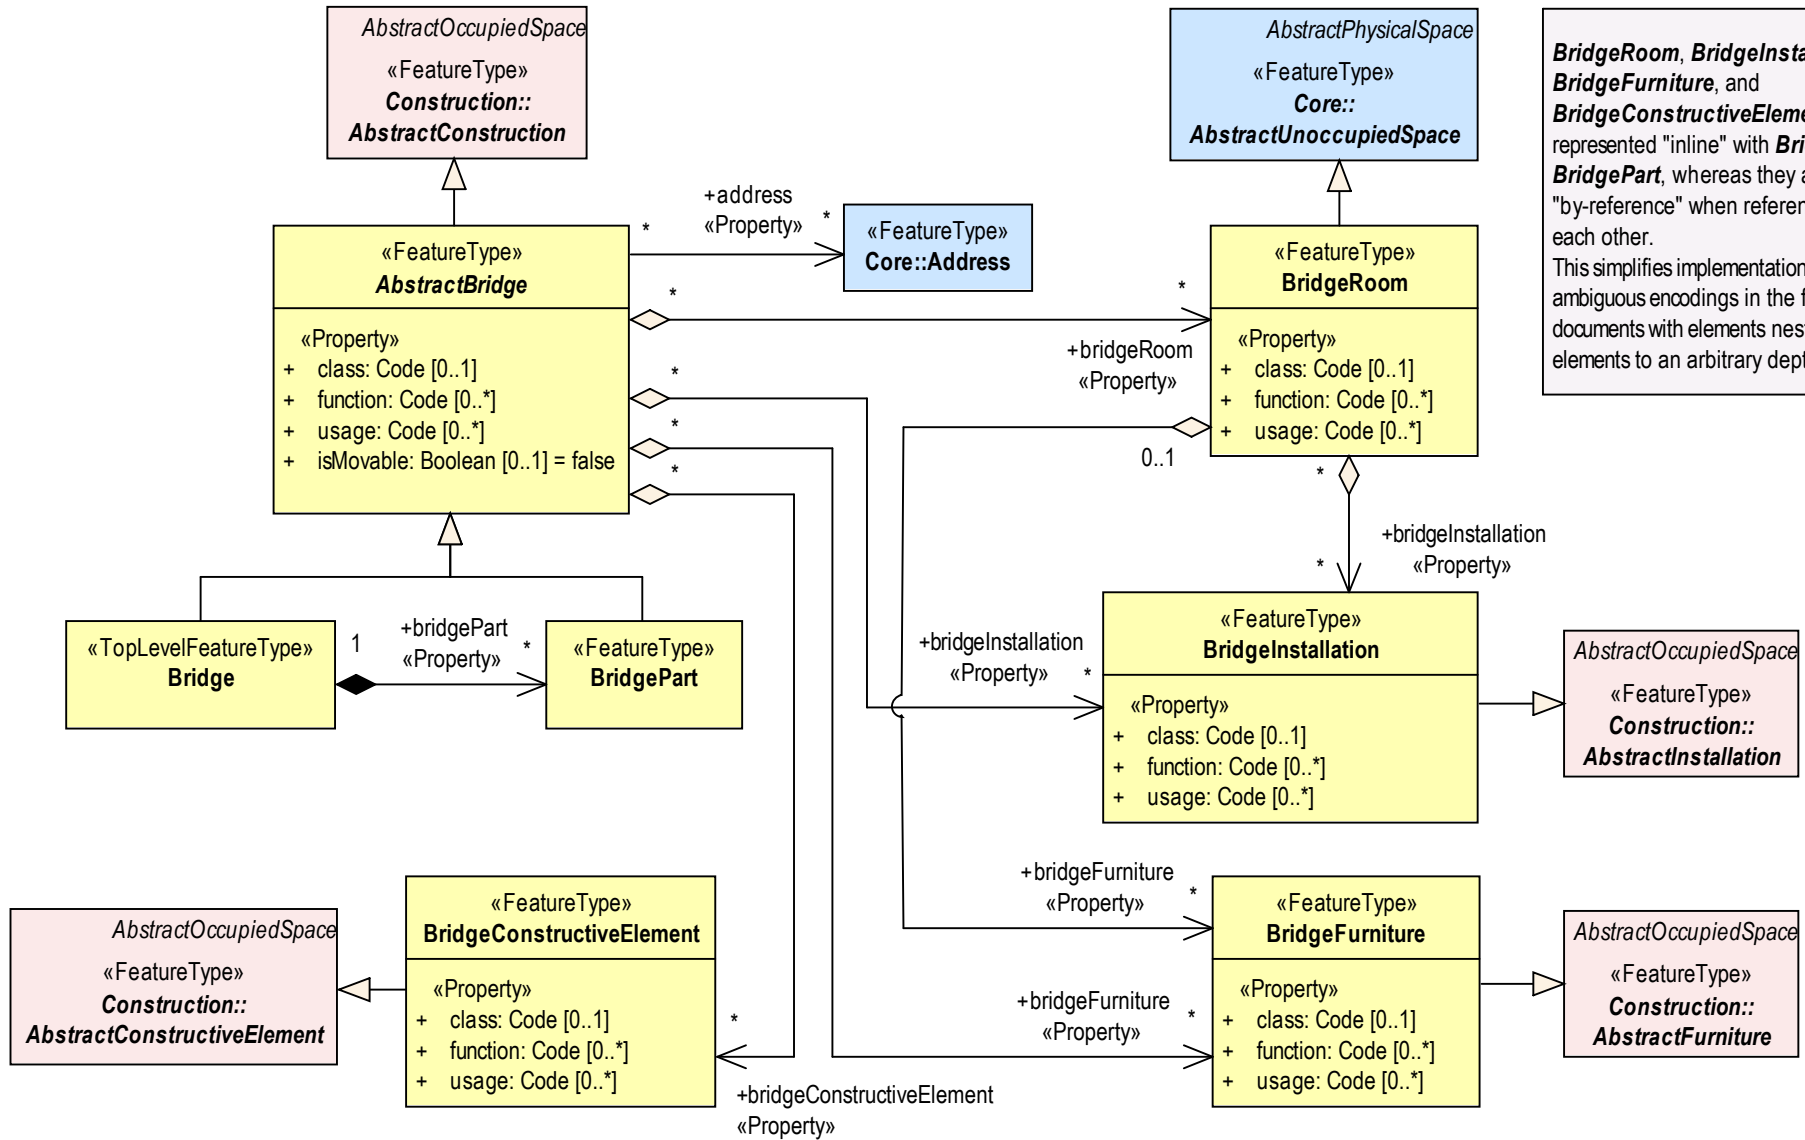 AbstractOccupiedSpace
«FeatureType»
Construction::
AbstractConstruction
AbstractPhysicalSpace
«FeatureType»
Core::
AbstractUnoccupiedSpace
BridgeRoom, BridgeInsta
BridgeFurniture, and
BridgeConstructiveEleme
represented "inline" with Bri
BridgePart, whereas they a
"by-reference" when referen
each other.
This simplifies implementation
ambiguous encodings in the f
documents with elements nes
elements to an arbitrary dept
+address
«Property»
*
*
«FeatureType»
Core::Address
«FeatureType»
AbstractBridge
«Property»
+ class: Code [0..1]
+ function: Code [0..*]
+ usage: Code [0..*]
+ isMovable: Boolean [0..1] = false
*
*
*
*
*
+bridgeRoom
«Property»
«FeatureType»
BridgeRoom
«Property»
+ class: Code [0..1]
+ function: Code [0..*]
+ usage: Code [0..*]
0..1
*
+bridgeInstallation
«Property»
*
«TopLevelFeatureType»
Bridge
1
+bridgePart
«Property»
*
«FeatureType»
BridgePart
+bridgeInstallation
«Property»
*
«FeatureType»
BridgeInstallation
«Property»
+ class: Code [0..1]
+ function: Code [0..*]
+ usage: Code [0..*]
AbstractOccupiedSpace
«FeatureType»
Construction::
AbstractInstallation
AbstractOccupiedSpace
«FeatureType»
Construction::
AbstractConstructiveElement
«FeatureType»
BridgeConstructiveElement
«Property»
+ class: Code [0..1]
+ function: Code [0..*]
+ usage: Code [0..*]
*
+bridgeConstructiveElement
«Property»
+bridgeFurniture
«Property»
*
+bridgeFurniture
«Property»
*
«FeatureType»
BridgeFurniture
«Property»
+ class: Code [0..1]
+ function: Code [0..*]
+ usage: Code [0..*]
AbstractOccupiedSpace
«FeatureType»
Construction::
AbstractFurniture